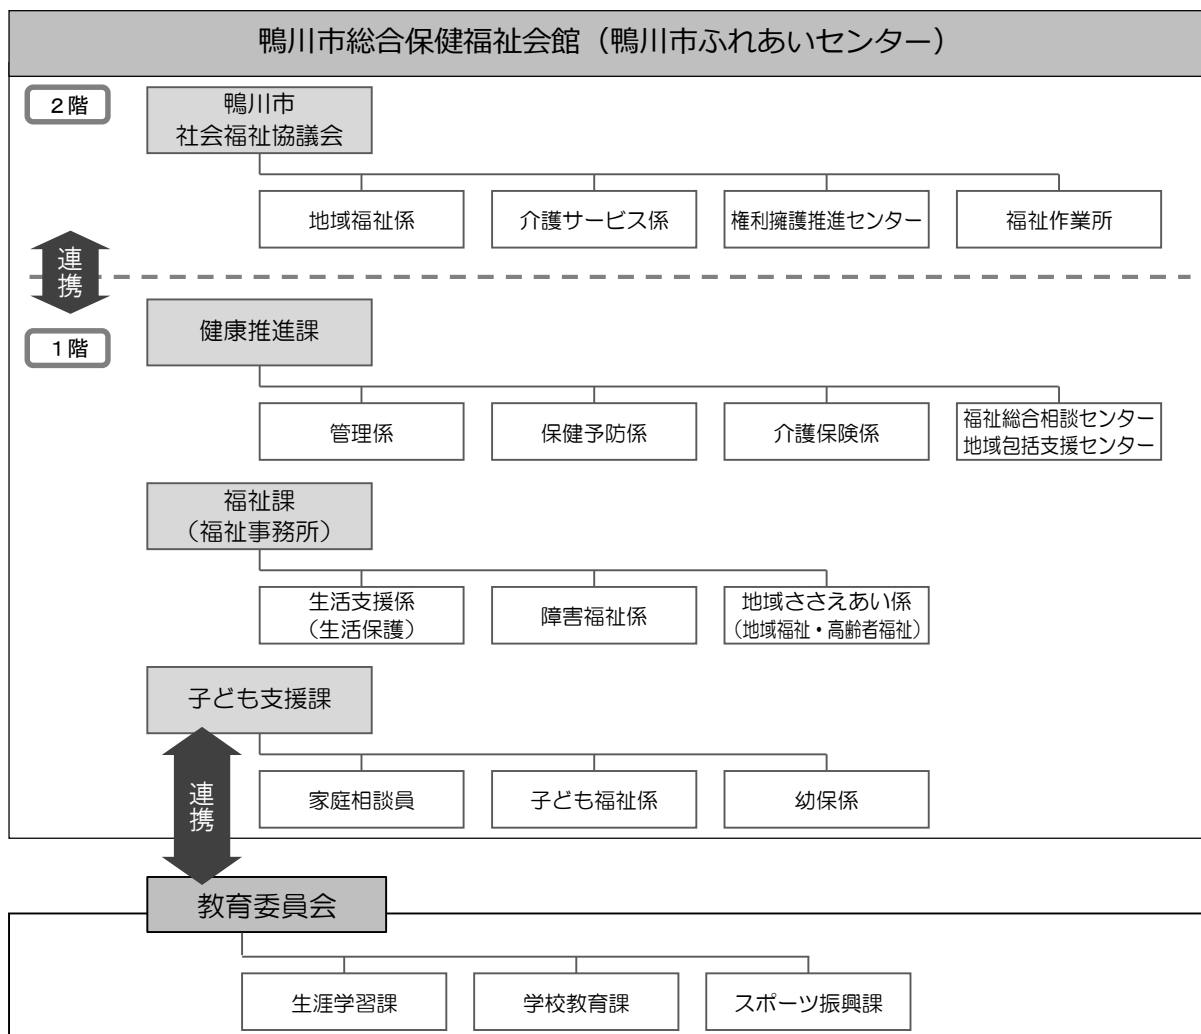 鴨川市総合保健福祉会館（鴨川市ふれあいセンター）
２階
鴨川市
社会福祉協議会
地域福祉係
介護サービス係
権利擁護推進センター
福祉作業所
連携
１階
健康推進課
管理係
保健予防係
介護保険係
福祉総合相談センター
地域包括支援センター
福祉課
（福祉事務所）
生活支援係
（生活保護）
障害福祉係
地域ささえあい係
（地域福祉・高齢者福祉）
子ども支援課
家庭相談員
子ども福祉係
幼保係
連携
教育委員会
生涯学習課
学校教育課
スポーツ振興課